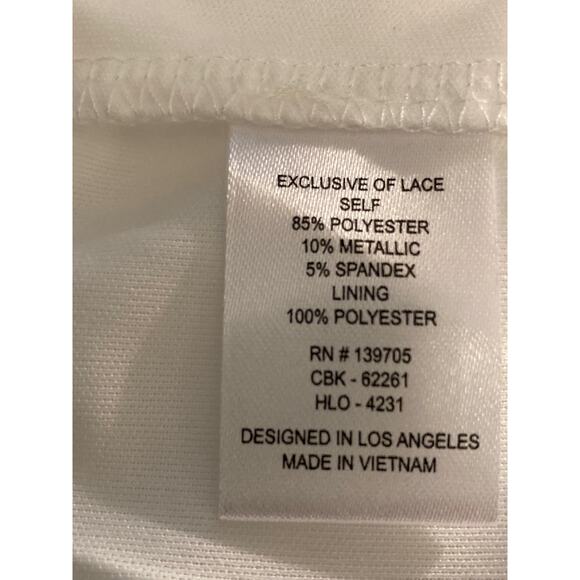 EXCLUSIVE OF LACE
SELF
85% POLYESTER
10% METALLIC
5% SPANDEX
LINING
100% POLYESTER
RN # 139705
CBK - 62261
HLO - 4231
DESIGNED IN LOS ANGELES
MADE IN VIETNAM